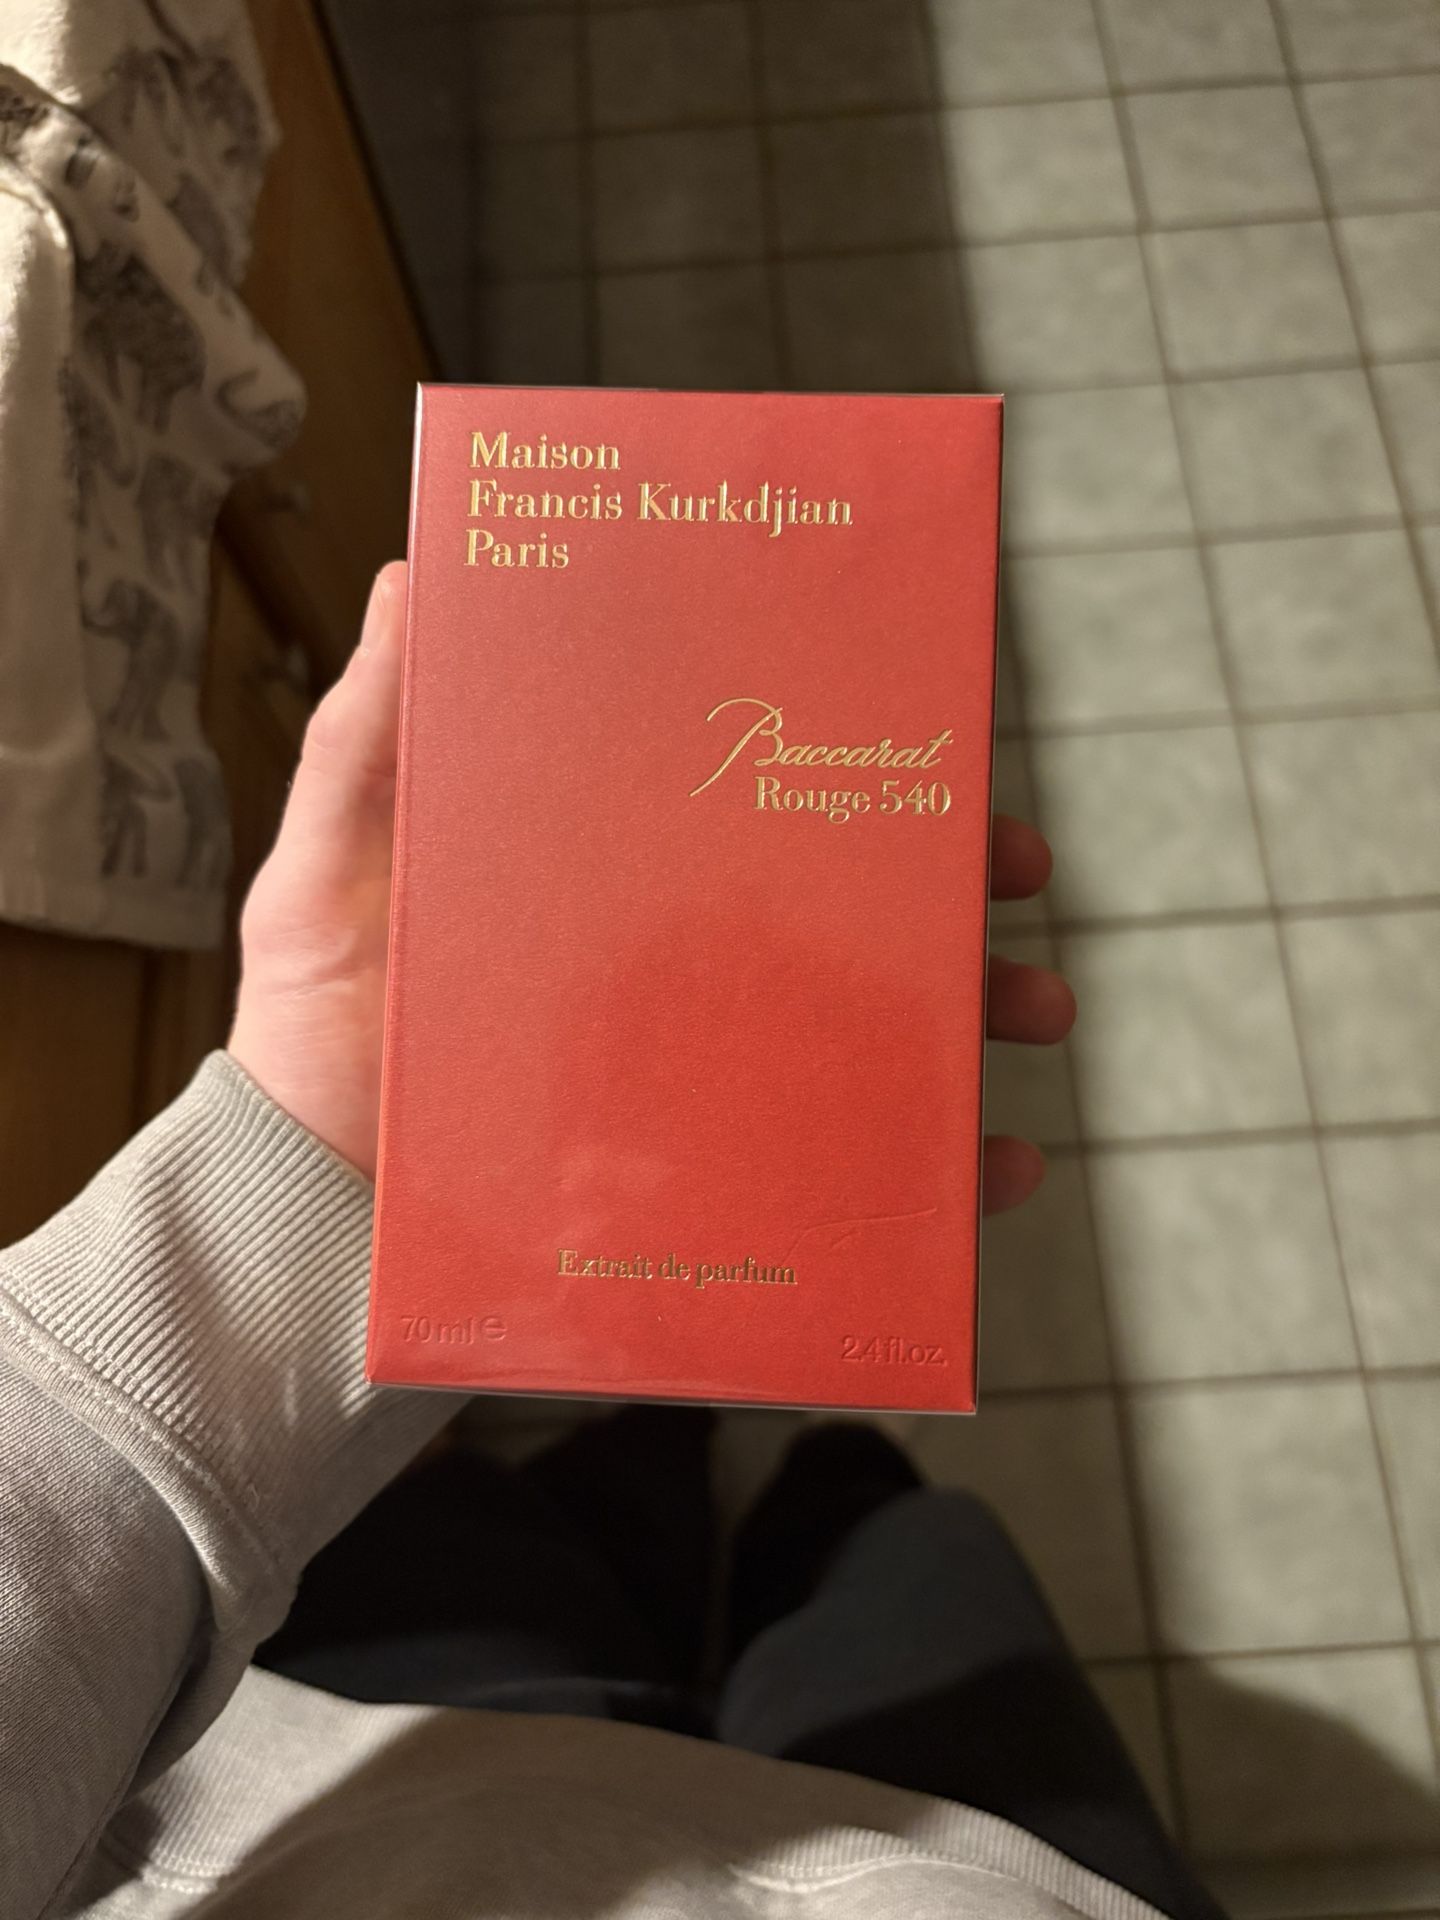 Maison
Francis Kurkdjian
Paris
Baccarat
Rouge 540
Extrait de parfum
70 ml ℮
2.4 fl.oz.